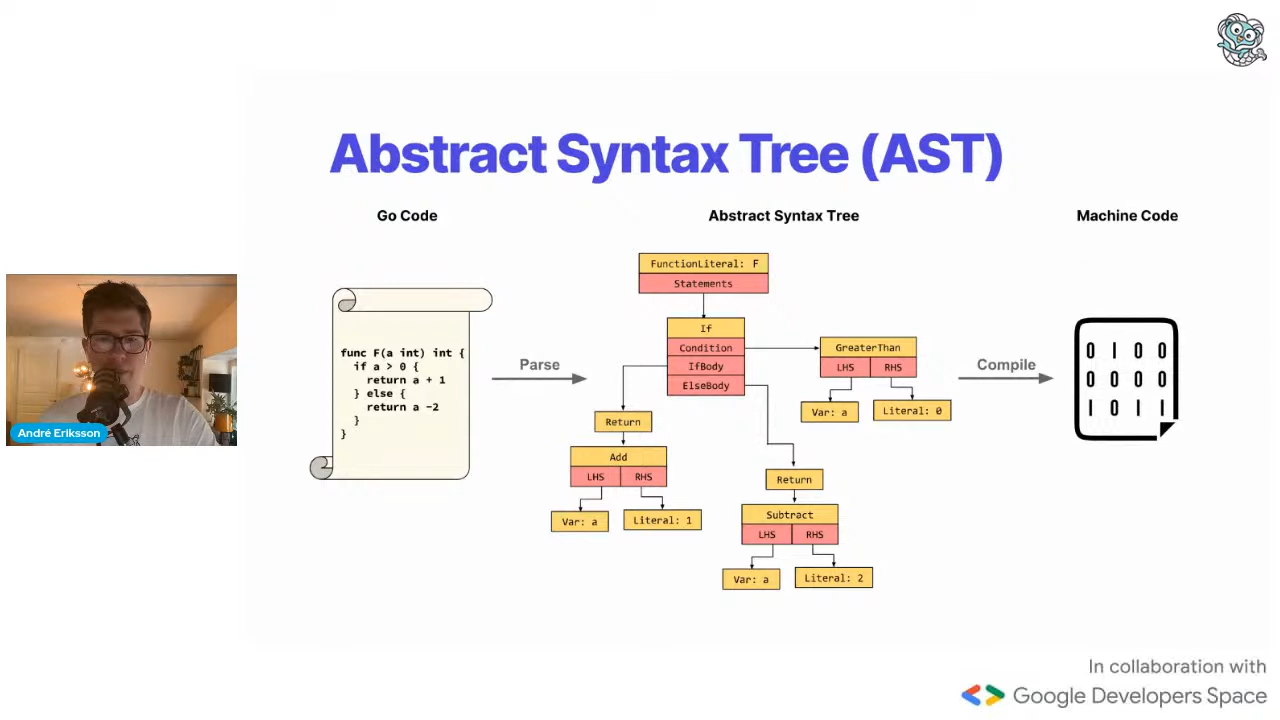 Abstract Syntax Tree (AST)
Go Code
Abstract Syntax Tree
Machine Code
func F(a int) int {
if a > 0 {
return a + 1
} else {
return a -2
}
}
Parse
FunctionLiteral: F
Statements
If
Condition
IfBody
ElseBody
GreaterThan
LHS RHS
Var: a
Literal: 0
Return
Add
LHS RHS
Var: a
Literal: 1
Return
Subtract
LHS RHS
Var: a
Literal: 2
Compile
0 1 0 0
0 0 0 0
1 0 1 1
André Eriksson
In collaboration with
Google Developers Space